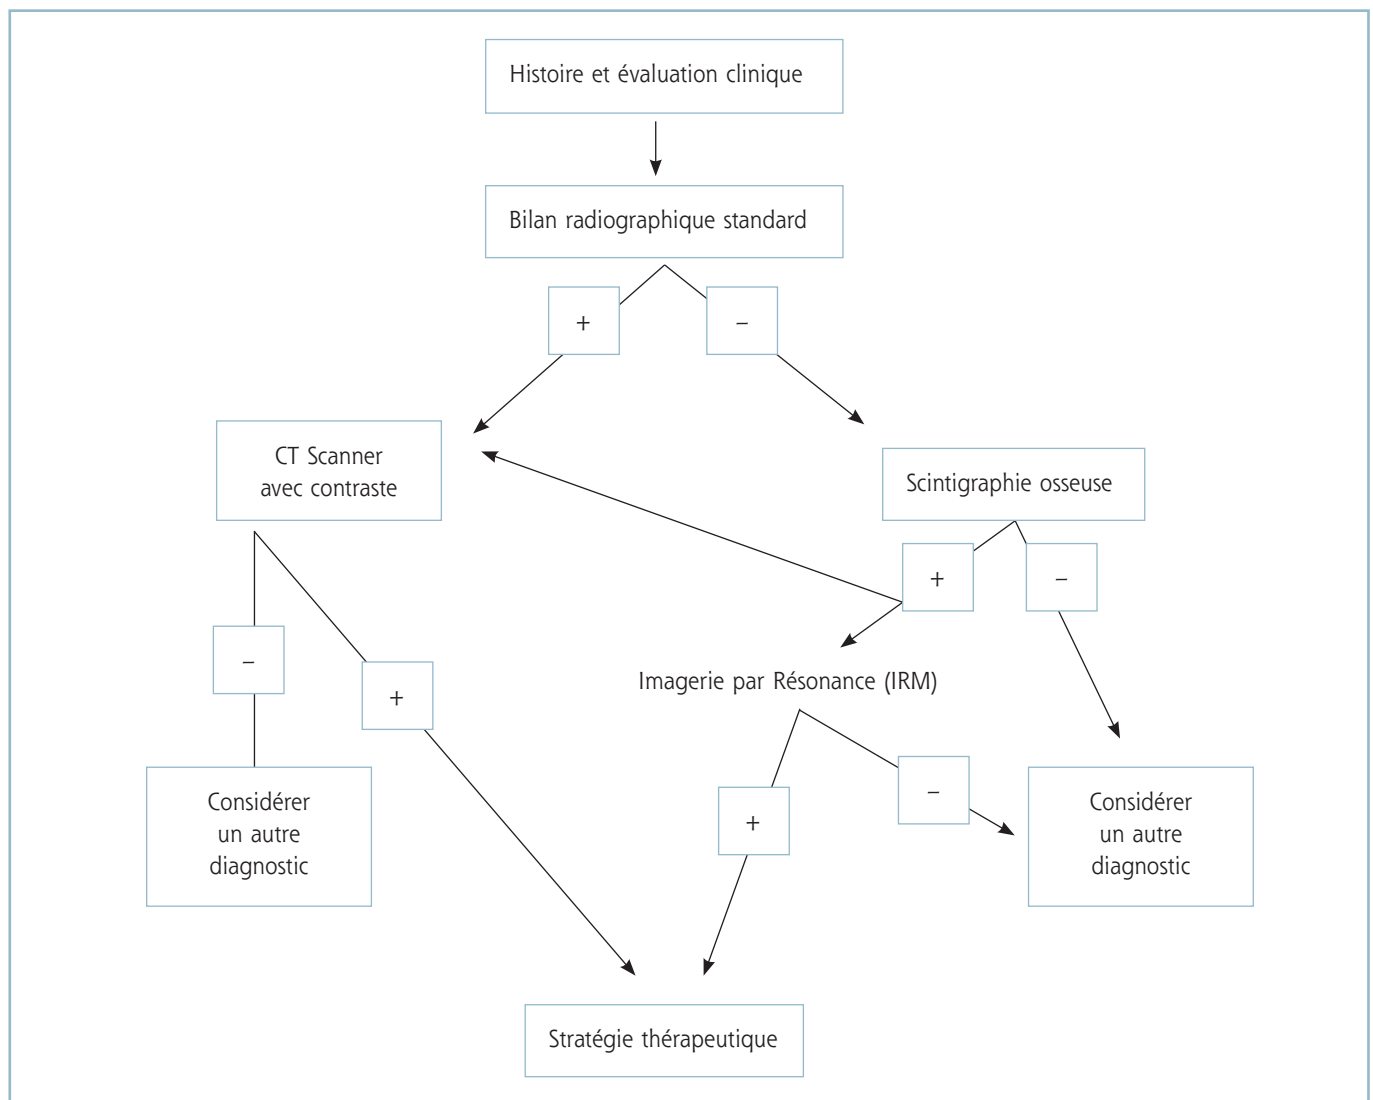 Histoire et évaluation clinique
Bilan radiographique standard
+
–
CT Scanner
avec contraste
Scintigraphie osseuse
+
–
–
+
Imagerie par Résonance (IRM)
–
+
Considérer
un autre
diagnostic
Considérer
un autre
diagnostic
Stratégie thérapeutique